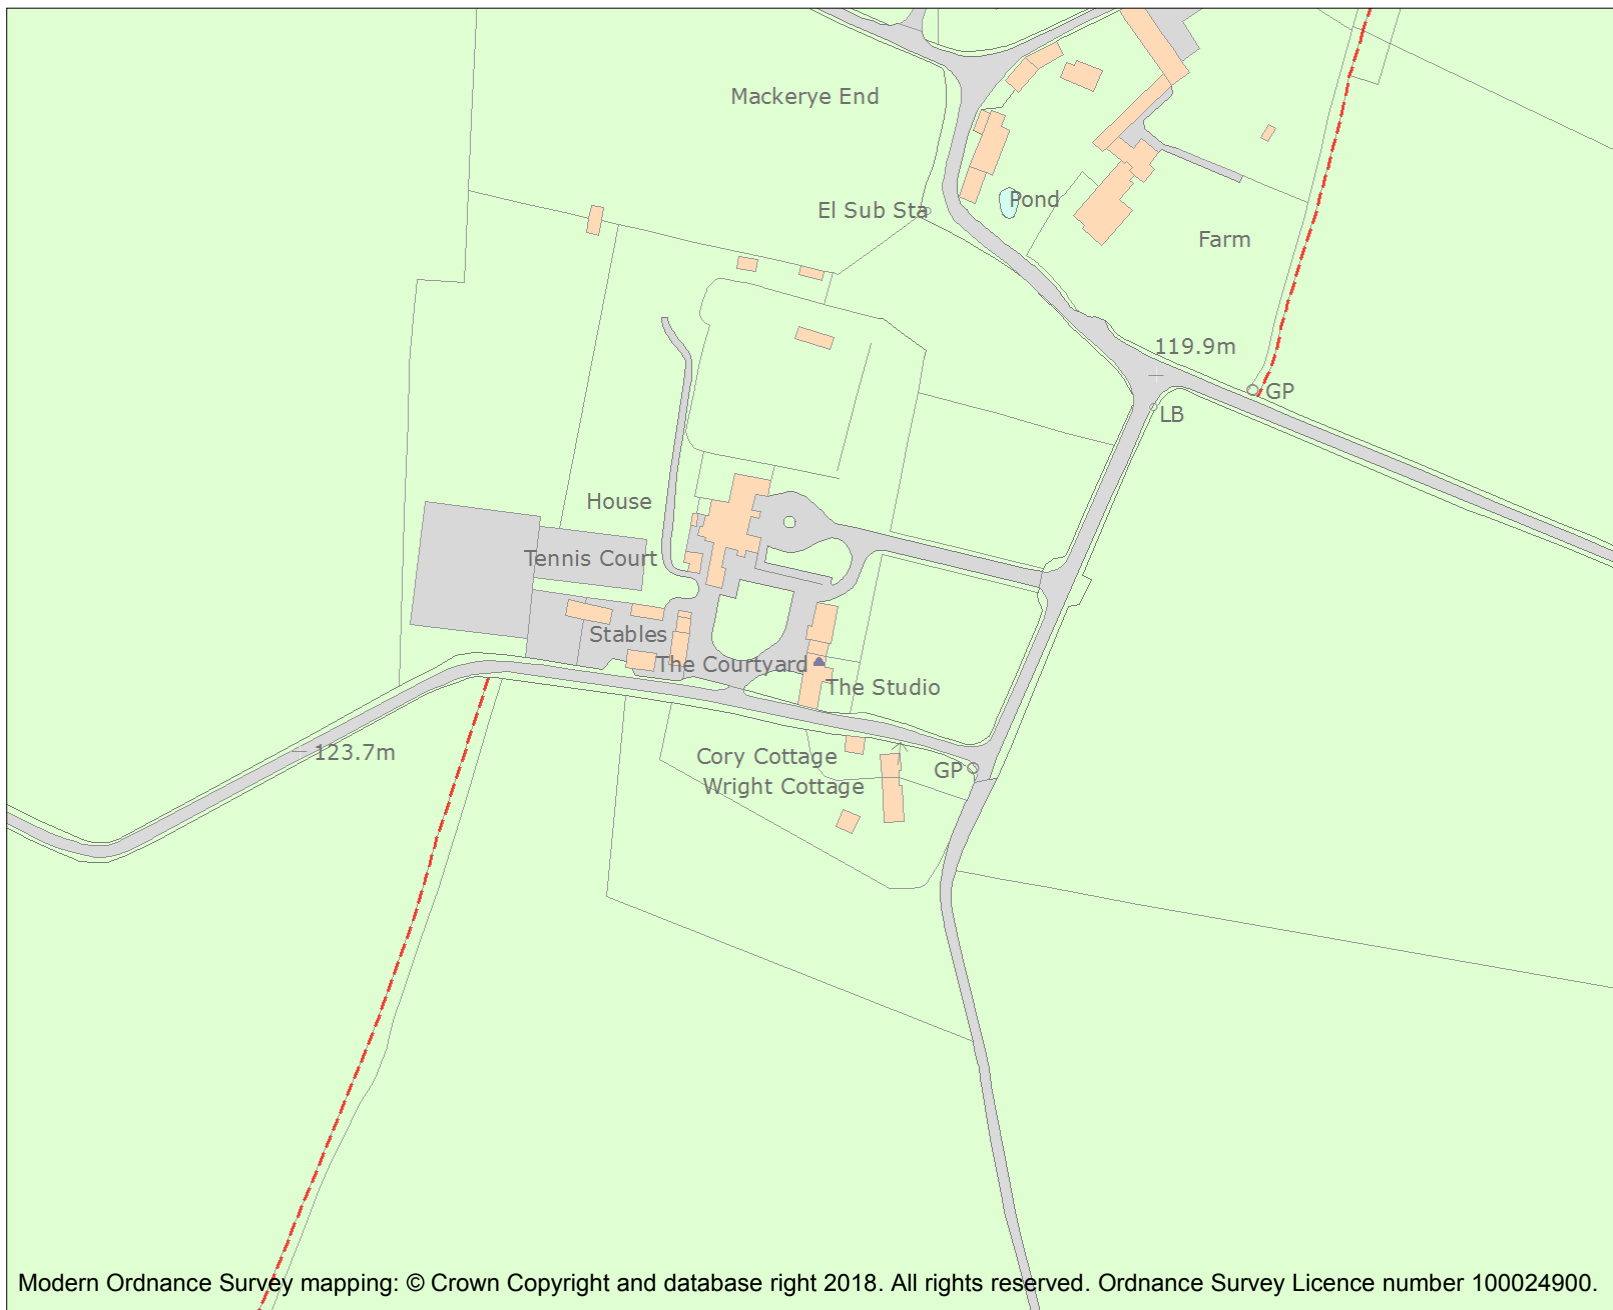 Mackerye End
El Sub Sta
Pond
Farm
119.9m
GP
LB
House
Tennis Court
Stables
The Courtyard
The Studio
123.7m
Cory Cottage
GP
Wright Cottage
Modern Ordnance Survey mapping: © Crown Copyright and database right 2018. All rights reserved. Ordnance Survey Licence number 100024900.